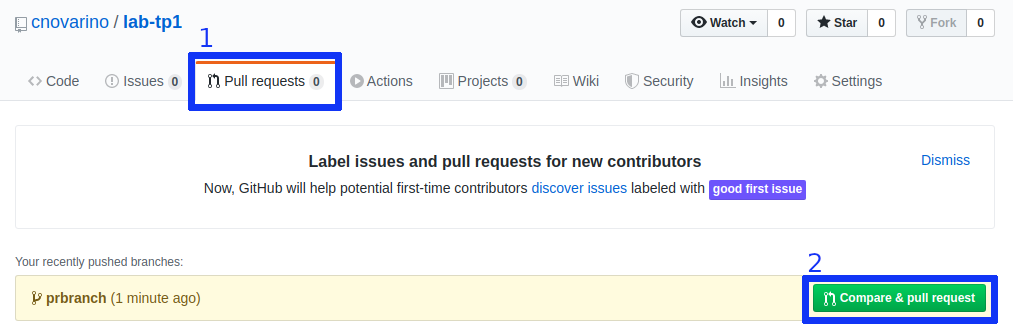 cnovarino / lab-tp1
Watch 0 Star 0 Fork 0
1
Code Issues 0 Pull requests 0 Actions Projects 0 Wiki Security Insights Settings
Label issues and pull requests for new contributors
Dismiss
Now, GitHub will help potential first-time contributors discover issues labeled with good first issue
Your recently pushed branches:
2
prbranch (1 minute ago)
Compare & pull request